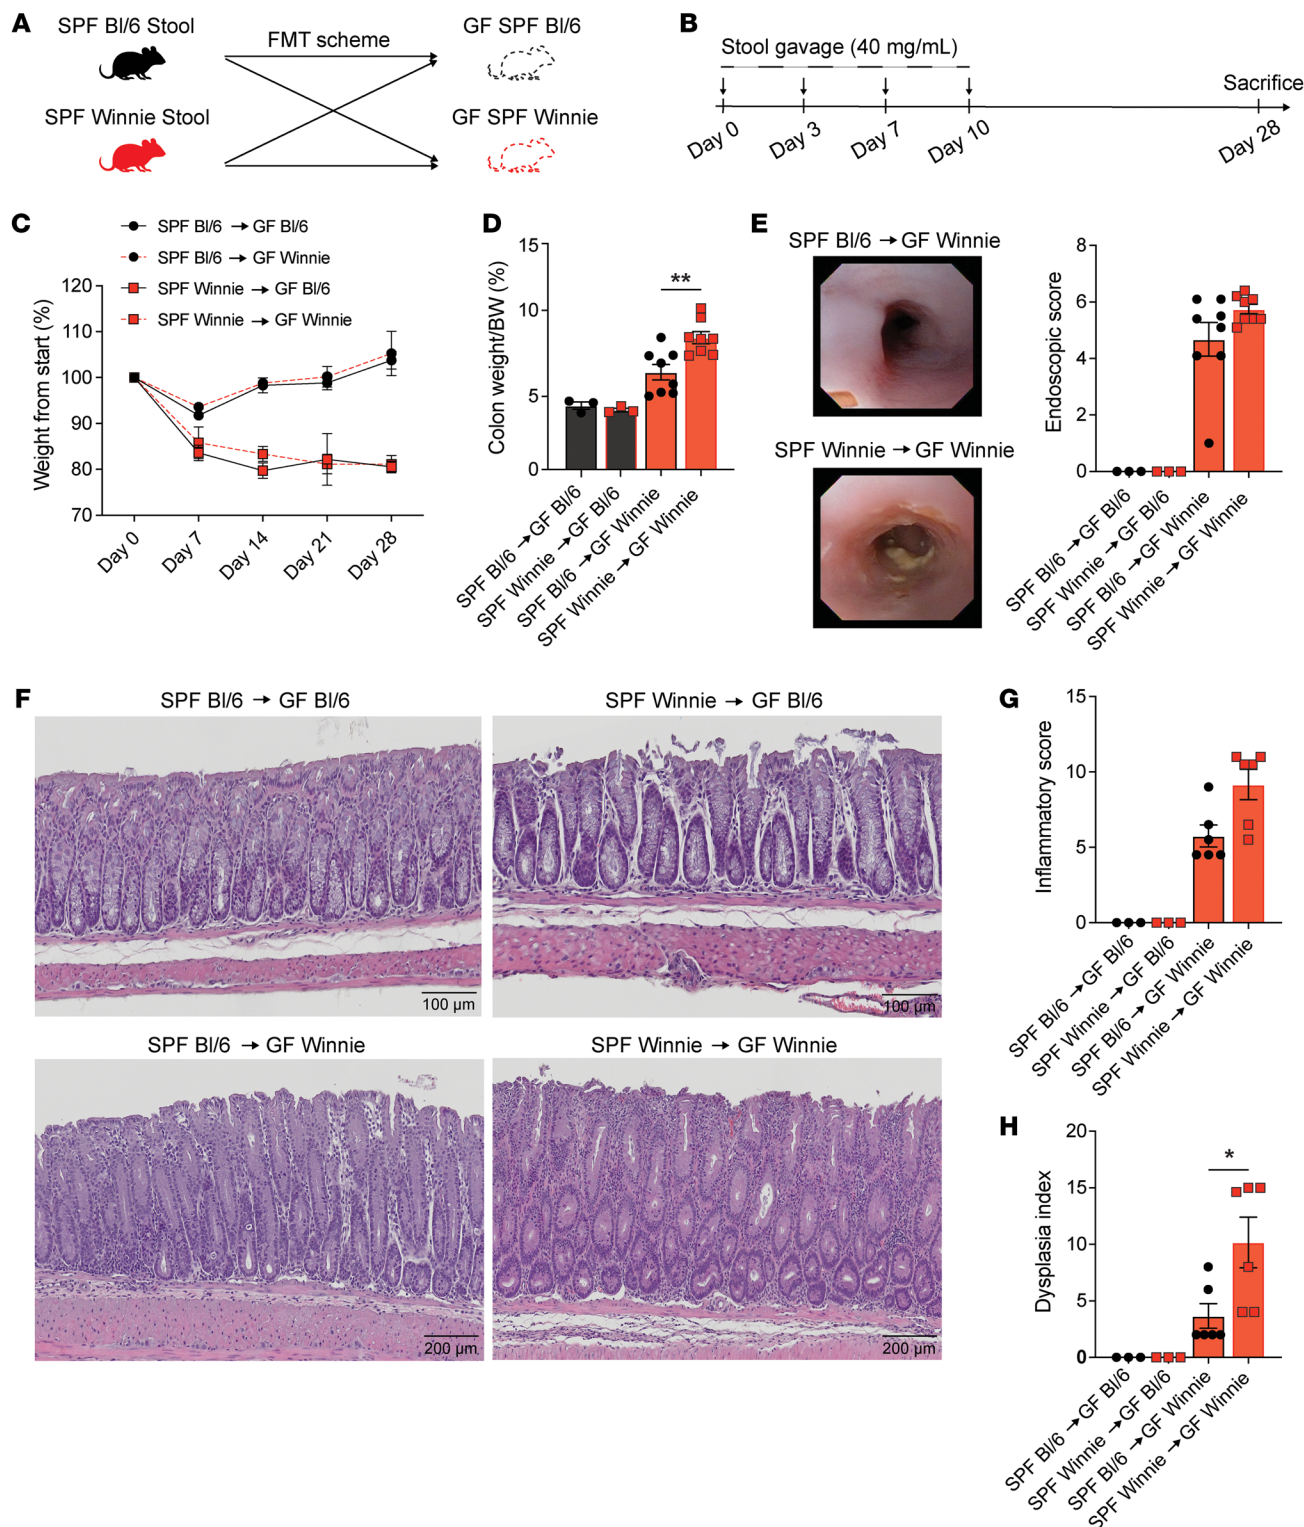 A
SPF Bl/6 Stool
FMT scheme
GF SPF Bl/6
SPF Winnie Stool
GF SPF Winnie
B
Stool gavage (40 mg/mL)
Sacrifice
Day 0
Day 3
Day 7
Day 10
Day 28
C
SPF Bl/6 → GF Bl/6
SPF Bl/6 → GF Winnie
SPF Winnie → GF Bl/6
SPF Winnie → GF Winnie
Weight from start (%)
120
110
100
90
80
70
Day 0
Day 7
Day 14
Day 21
Day 28
D
Colon weight/BW (%)
15
10
5
0
**
SPF Bl/6 → GF Bl/6
SPF Winnie → GF Bl/6
SPF Bl/6 → GF Winnie
SPF Winnie → GF Winnie
E
SPF Bl/6 → GF Winnie
SPF Winnie → GF Winnie
Endoscopic score
8
6
4
2
0
SPF Bl/6 → GF Bl/6
SPF Winnie → GF Bl/6
SPF Bl/6 → GF Winnie
SPF Winnie → GF Winnie
F
SPF Bl/6 → GF Bl/6
SPF Winnie → GF Bl/6
100 µm
100 µm
SPF Bl/6 → GF Winnie
SPF Winnie → GF Winnie
200 µm
200 µm
G
Inflammatory score
15
10
5
0
SPF Bl/6 → GF Bl/6
SPF Winnie → GF Bl/6
SPF Bl/6 → GF Winnie
SPF Winnie → GF Winnie
H
Dysplasia index
20
15
10
5
0
*
SPF Bl/6 → GF Bl/6
SPF Winnie → GF Bl/6
SPF Bl/6 → GF Winnie
SPF Winnie → GF Winnie